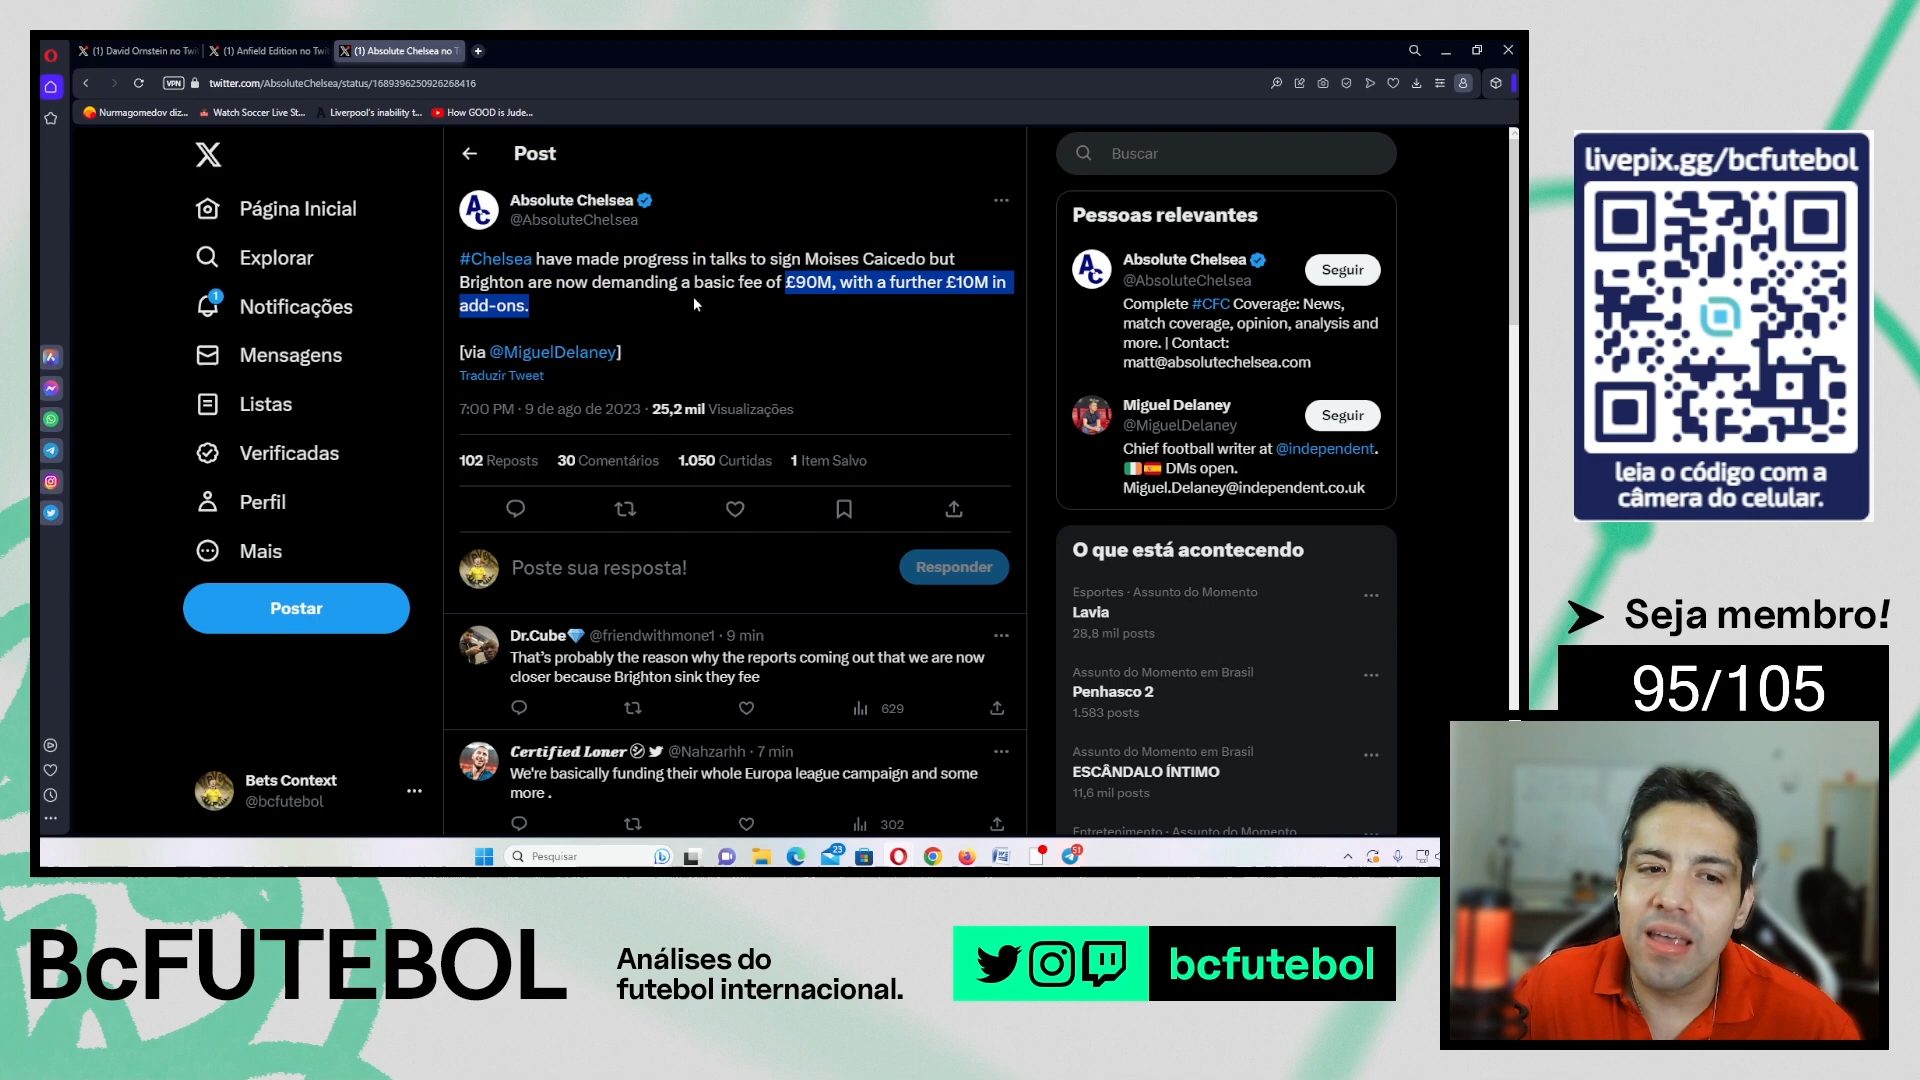 (1) David Ornstein no Twi
(1) Anfield Edition no Twi
(1) Absolute Chelsea no T
VPN
twitter.com/AbsoluteChelsea/status/1689396250926268416
Nurmagomedov diz...
Watch Soccer Live St...
Liverpool's inability t...
How GOOD is Jude...
Página Inicial
Explorar
1
Notificações
Mensagens
Listas
Verificadas
Perfil
Mais
Postar
Bets Context
@bcfutebol
Post
Absolute Chelsea
@AbsoluteChelsea
#Chelsea have made progress in talks to sign Moises Caicedo but
Brighton are now demanding a basic fee of £90M, with a further £10M in
add-ons.
[via @MiguelDelaney]
Traduzir Tweet
7:00 PM · 9 de ago de 2023 · 25,2 mil Visualizações
102 Reposts 30 Comentários 1.050 Curtidas 1 Item Salvo
Poste sua resposta!
Responder
Dr.Cube @friendwithmone1 · 9 min
That's probably the reason why the reports coming out that we are now
closer because Brighton sink they fee
629
Certified Loner @Nahzarhh · 7 min
We're basically funding their whole Europa league campaign and some
more .
302
Buscar
Pessoas relevantes
Absolute Chelsea
@AbsoluteChelsea
Seguir
Complete #CFC Coverage: News,
match coverage, opinion, analysis and
more. | Contact:
matt@absolutechelsea.com
Miguel Delaney
@MiguelDelaney
Seguir
Chief football writer at @independent.
DMs open.
Miguel.Delaney@independent.co.uk
O que está acontecendo
Esportes · Assunto do Momento
Lavia
28,8 mil posts
Assunto do Momento em Brasil
Penhasco 2
1.583 posts
Assunto do Momento em Brasil
ESCÂNDALO ÍNTIMO
11,6 mil posts
Entretenimento · Assunto do Momento
Pesquisar
23
51
livepix.gg/bcfutebol
leia o código com a
câmera do celular.
Seja membro!
95/105
BcFUTEBOL
Análises do
futebol internacional.
bcfutebol